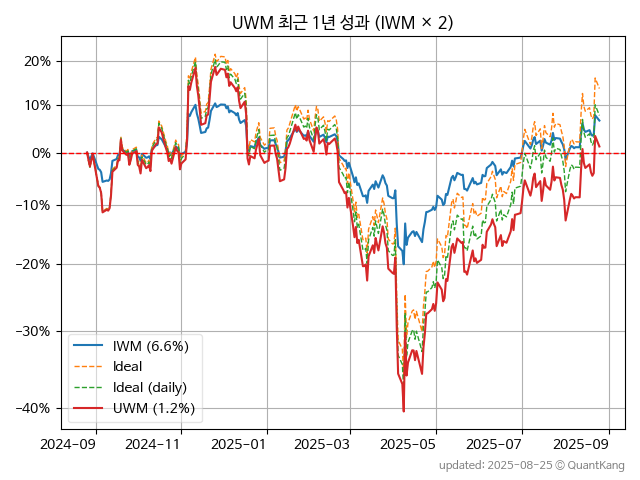 UWM 최근 1년 성과 (IWM × 2)
20%
10%
0%
−10%
−20%
−30%
−40%
IWM (6.6%)
Ideal
Ideal (daily)
UWM (1.2%)
2024-09 2024-11 2025-01 2025-03 2025-05 2025-07 2025-09
updated: 2025-08-25 © QuantKang